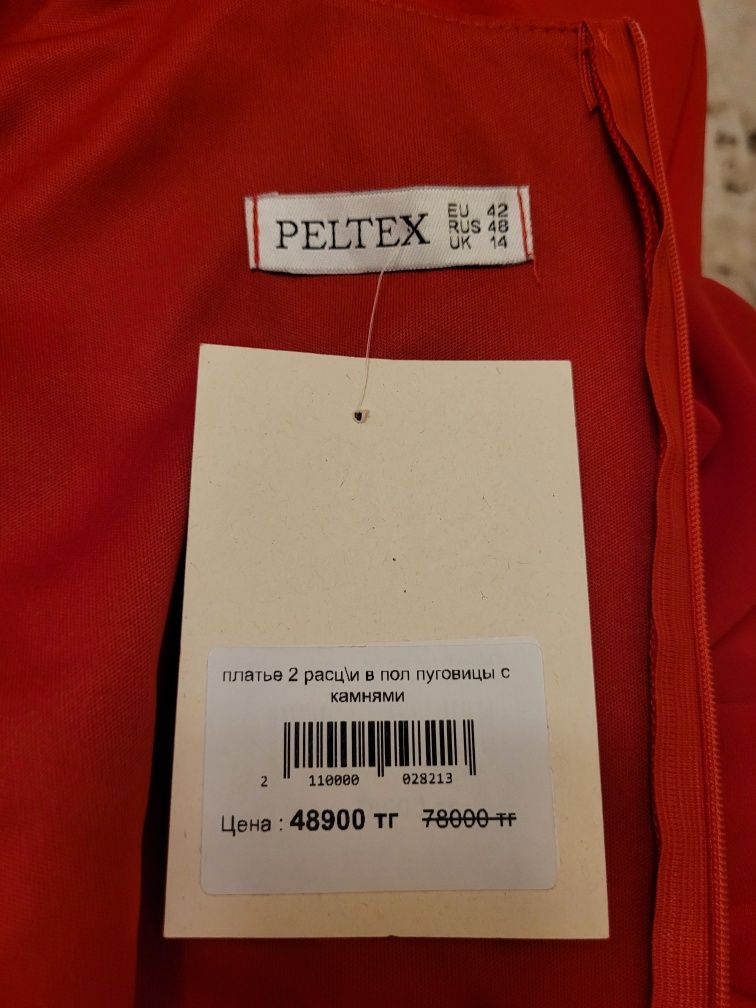 PELTEX
EU 42
RUS 48
UK 14
платье 2 расц\и в пол пуговицы с
камнями
2 110000 028213
Цена : 48900 тг 78000 тг